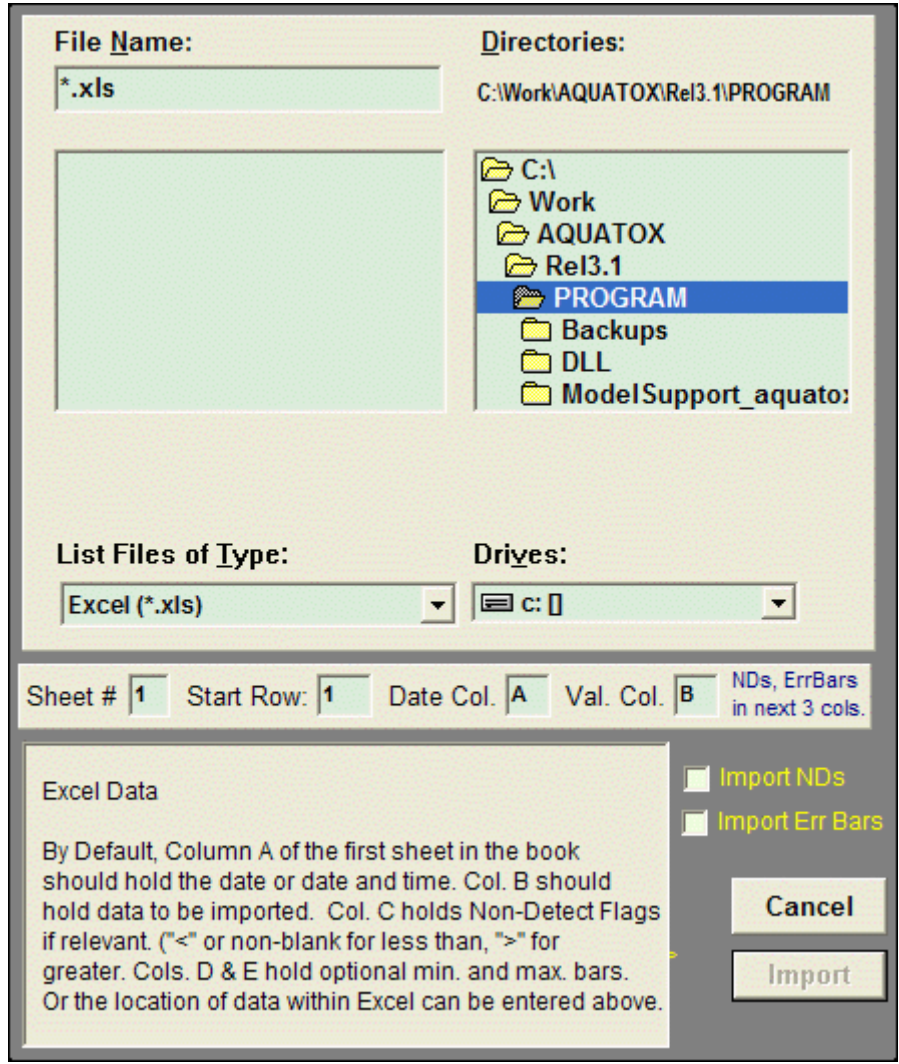 File Name:
Directories:
*.xls
C:\Work\AQUATOX\Rel3.1\PROGRAM
C:\
Work
AQUATOX
Rel3.1
PROGRAM
Backups
DLL
ModelSupport_aquatox
List Files of Type:
Drives:
Excel (*.xls)
c: []
Sheet # 1 Start Row: 1 Date Col. A Val. Col. B
NDs, ErrBars
in next 3 cols.
Excel Data
By Default, Column A of the first sheet in the book
should hold the date or date and time. Col. B should
hold data to be imported. Col. C holds Non-Detect Flags
if relevant. ("<" or non-blank for less than, ">" for
greater. Cols. D & E hold optional min. and max. bars.
Or the location of data within Excel can be entered above.
Import NDs
Import Err Bars
Cancel
Import